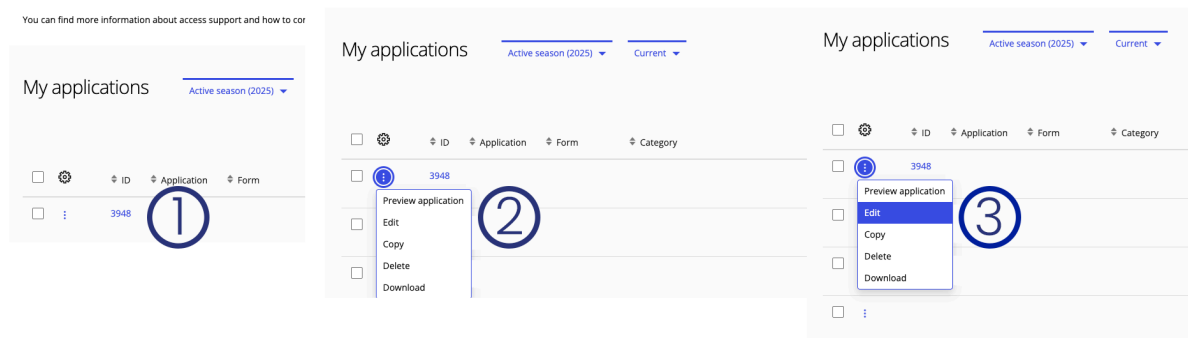 You can find more information about access support and how to cor
My applications
Active season (2025)
ID Application Form
3948
1
My applications
Active season (2025) Current
ID Application Form Category
3948
Preview application
Edit
Copy
Delete
Download
2
My applications
Active season (2025) Current
ID Application Form Category
3948
Preview application
Edit
Copy
Delete
Download
3